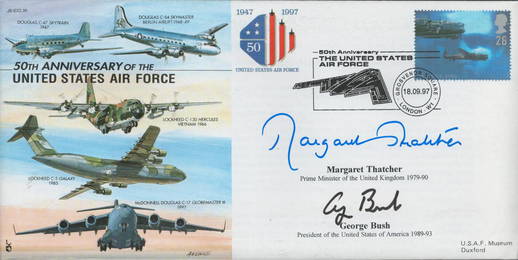 JS(CC)36
DOUGLAS C-47 SKYTRAIN
1947
DOUGLAS C-54 SKYMASTER
BERLIN AIRLIFT 1948-49
50TH ANNIVERSARY OF THE
UNITED STATES AIR FORCE
LOCKHEED C-130 HERCULES
VIETNAM 1966
LOCKHEED C-5 GALAXY
1985
McDONNELL DOUGLAS C-17 GLOBEMASTER III
1997
1947 1997
50
UNITED STATES AIR FORCE
50th Anniversary
THE UNITED STATES
AIR FORCE
GROSVENOR SQUARE
18.09.97
LONDON · W1
26
Margaret Thatcher
Margaret Thatcher
Prime Minister of the United Kingdom 1979-90
G Bush
George Bush
President of the United States of America 1989-93
U.S.A.F. Museum
Duxford